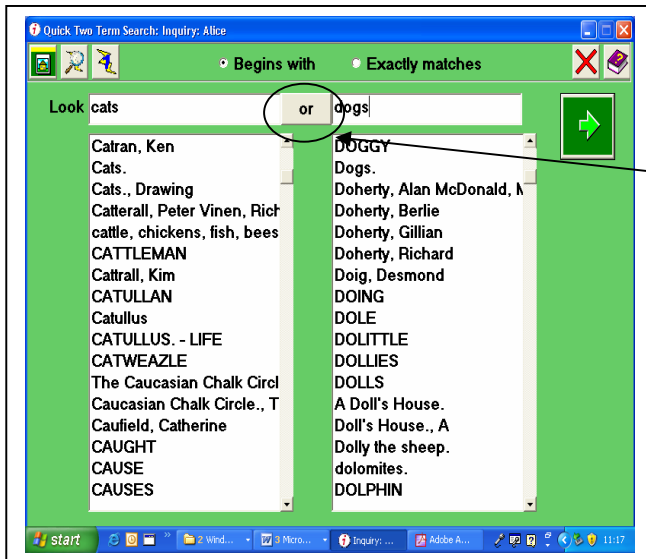 Quick Two Term Search: Inquiry: Alice
Begins with Exactly matches
Look cats or dogs
Catran, Ken
Cats.
Cats., Drawing
Catterall, Peter Vinen, Rich
cattle, chickens, fish, bees
CATTLEMAN
Cattrall, Kim
CATULLAN
Catullus
CATULLUS. - LIFE
CATWEAZLE
The Caucasian Chalk Circl
Caucasian Chalk Circle., T
Caufield, Catherine
CAUGHT
CAUSE
CAUSES
DOGGY
Dogs.
Doherty, Alan McDonald, M
Doherty, Berlie
Doherty, Gillian
Doherty, Richard
Doig, Desmond
DOING
DOLE
DOLITTLE
DOLLIES
DOLLS
A Doll's House.
Doll's House., A
Dolly the sheep.
dolomites.
DOLPHIN
start 2 Wind... 3 Micro... Inquiry: ... Adobe A... 11:17